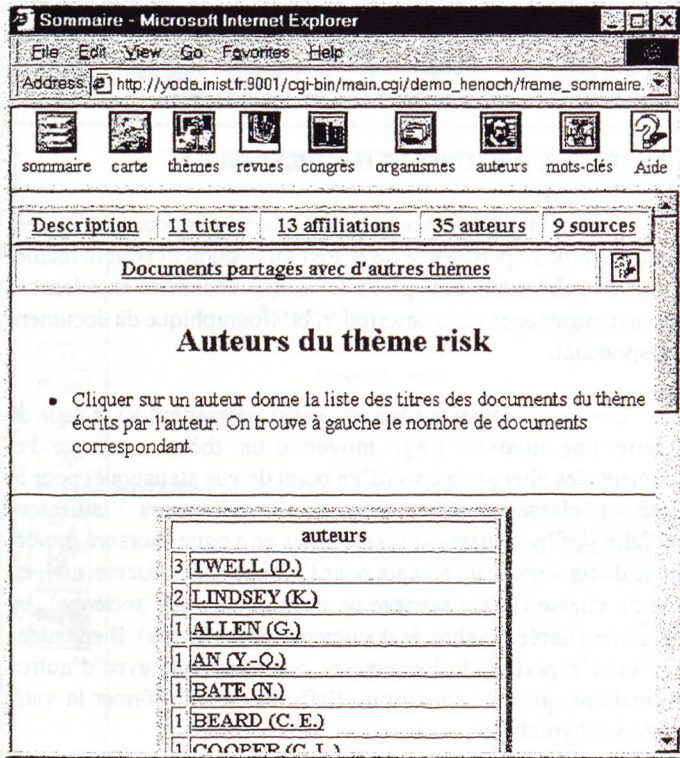 Sommaire - Microsoft Internet Explorer
File Edit View Go Favorites Help
Address http://yoda.inist.fr:9001/cgi-bin/main.cgi/demo_henoch/frame_sommaire.
sommaire carte thèmes revues congrès organismes auteurs mots-clés Aide
Description 11 titres 13 affiliations 35 auteurs 9 sources
Documents partagés avec d'autres thèmes
Auteurs du thème risk
• Cliquer sur un auteur donne la liste des titres des documents du thème
écrits par l'auteur. On trouve à gauche le nombre de documents
correspondant.
auteurs
3 TWELL (D.)
2 LINDSEY (K.)
1 ALLEN (G.)
1 AN (Y.-Q.)
1 BATE (N.)
1 BEARD (C. E.)
1 COOPER (C. L.)